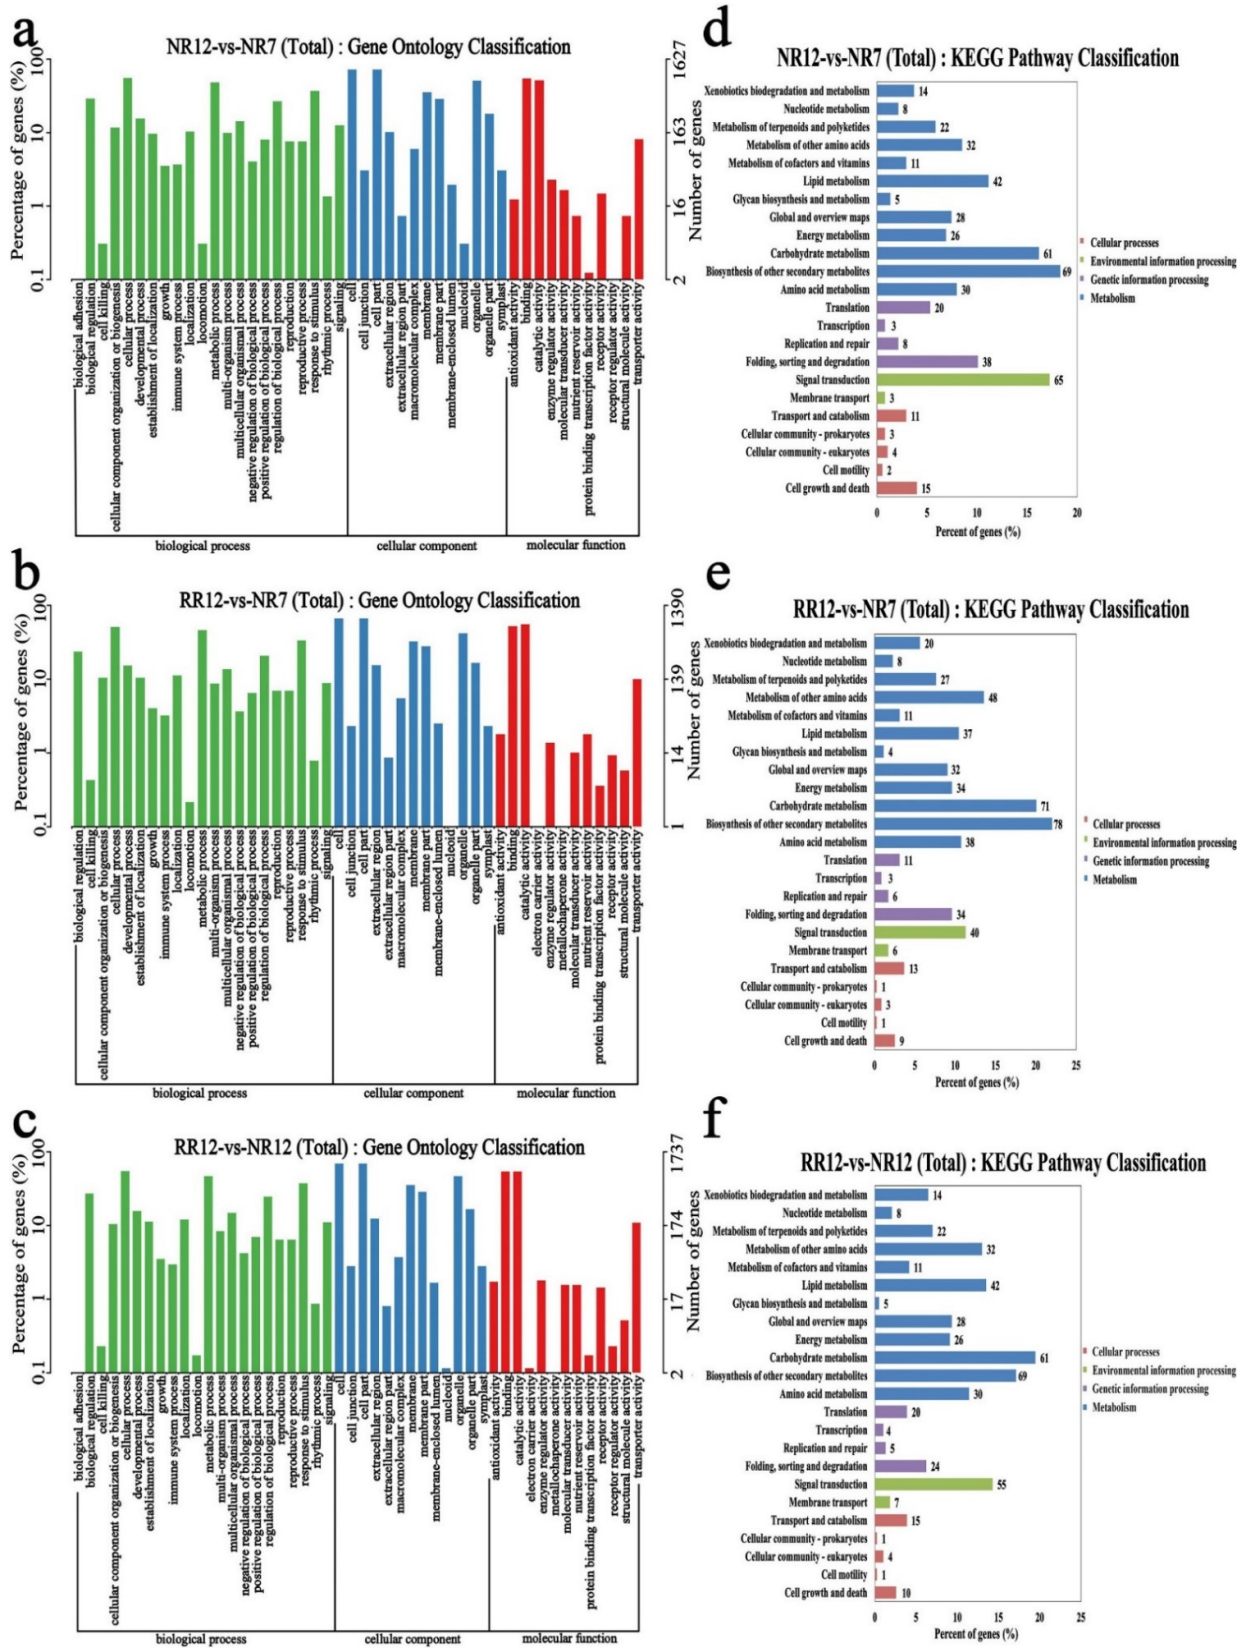 a
NR12-vs-NR7 (Total) : Gene Ontology Classification
Percentage of genes (%)
100
10
1
0.1
Number of genes
1627
163
16
2
biological adhesion
biological regulation
cell killing
cellular component organization or biogenesis
cellular process
developmental process
establishment of localization
growth
immune system process
localization
locomotion
metabolic process
multi-organism process
multicellular organismal process
negative regulation of biological process
positive regulation of biological process
regulation of biological process
reproduction
reproductive process
response to stimulus
rhythmic process
signaling
cell
cell junction
cell part
extracellular region
extracellular region part
macromolecular complex
membrane
membrane part
membrane-enclosed lumen
nucleoid
organelle
organelle part
symplast
antioxidant activity
binding
catalytic activity
enzyme regulator activity
molecular transducer activity
nutrient reservoir activity
protein binding transcription factor activity
receptor activity
receptor regulator activity
structural molecule activity
transporter activity
biological process
cellular component
molecular function
d
NR12-vs-NR7 (Total) : KEGG Pathway Classification
Xenobiotics biodegradation and metabolism 14
Nucleotide metabolism 8
Metabolism of terpenoids and polyketides 22
Metabolism of other amino acids 32
Metabolism of cofactors and vitamins 11
Lipid metabolism 42
Glycan biosynthesis and metabolism 5
Global and overview maps 28
Energy metabolism 26
Carbohydrate metabolism 61
Biosynthesis of other secondary metabolites 69
Amino acid metabolism 30
Translation 20
Transcription 3
Replication and repair 8
Folding, sorting and degradation 38
Signal transduction 65
Membrane transport 3
Transport and catabolism 11
Cellular community - prokaryotes 3
Cellular community - eukaryotes 4
Cell motility 2
Cell growth and death 15
0 5 10 15 20
Percent of genes (%)
Cellular processes
Environmental information processing
Genetic information processing
Metabolism
b
RR12-vs-NR7 (Total) : Gene Ontology Classification
Percentage of genes (%)
100
10
1
0.1
Number of genes
1390
139
14
1
biological regulation
cell killing
cellular component organization or biogenesis
cellular process
developmental process
establishment of localization
growth
immune system process
localization
locomotion
metabolic process
multi-organism process
multicellular organismal process
negative regulation of biological process
positive regulation of biological process
regulation of biological process
reproduction
reproductive process
response to stimulus
rhythmic process
signaling
cell
cell junction
cell part
extracellular region
extracellular region part
macromolecular complex
membrane
membrane part
membrane-enclosed lumen
nucleoid
organelle
organelle part
symplast
antioxidant activity
binding
catalytic activity
electron carrier activity
enzyme regulator activity
metallochaperone activity
molecular transducer activity
nutrient reservoir activity
protein binding transcription factor activity
receptor activity
structural molecule activity
transporter activity
biological process
cellular component
molecular function
e
RR12-vs-NR7 (Total) : KEGG Pathway Classification
Xenobiotics biodegradation and metabolism 20
Nucleotide metabolism 8
Metabolism of terpenoids and polyketides 27
Metabolism of other amino acids 48
Metabolism of cofactors and vitamins 11
Lipid metabolism 37
Glycan biosynthesis and metabolism 4
Global and overview maps 32
Energy metabolism 34
Carbohydrate metabolism 71
Biosynthesis of other secondary metabolites 78
Amino acid metabolism 38
Translation 11
Transcription 3
Replication and repair 6
Folding, sorting and degradation 34
Signal transduction 40
Membrane transport 6
Transport and catabolism 13
Cellular community - prokaryotes 1
Cellular community - eukaryotes 3
Cell motility 1
Cell growth and death 9
0 5 10 15 20 25
Percent of genes (%)
Cellular processes
Environmental information processing
Genetic information processing
Metabolism
c
RR12-vs-NR12 (Total) : Gene Ontology Classification
Percentage of genes (%)
100
10
1
0.1
Number of genes
1737
174
17
2
biological adhesion
biological regulation
cell killing
cellular component organization or biogenesis
cellular process
developmental process
establishment of localization
growth
immune system process
localization
locomotion
metabolic process
multi-organism process
multicellular organismal process
negative regulation of biological process
positive regulation of biological process
regulation of biological process
reproduction
reproductive process
response to stimulus
rhythmic process
signaling
cell
cell junction
cell part
extracellular region
extracellular region part
macromolecular complex
membrane
membrane part
membrane-enclosed lumen
nucleoid
organelle
organelle part
symplast
antioxidant activity
binding
catalytic activity
electron carrier activity
enzyme regulator activity
metallochaperone activity
molecular transducer activity
nutrient reservoir activity
protein binding transcription factor activity
receptor activity
receptor regulator activity
structural molecule activity
transporter activity
biological process
cellular component
molecular function
f
RR12-vs-NR12 (Total) : KEGG Pathway Classification
Xenobiotics biodegradation and metabolism 14
Nucleotide metabolism 8
Metabolism of terpenoids and polyketides 22
Metabolism of other amino acids 32
Metabolism of cofactors and vitamins 11
Lipid metabolism 42
Glycan biosynthesis and metabolism 5
Global and overview maps 28
Energy metabolism 26
Carbohydrate metabolism 61
Biosynthesis of other secondary metabolites 69
Amino acid metabolism 30
Translation 20
Transcription 4
Replication and repair 5
Folding, sorting and degradation 24
Signal transduction 55
Membrane transport 7
Transport and catabolism 15
Cellular community - prokaryotes 1
Cellular community - eukaryotes 4
Cell motility 1
Cell growth and death 10
0 5 10 15 20 25
Percent of genes (%)
Cellular processes
Environmental information processing
Genetic information processing
Metabolism